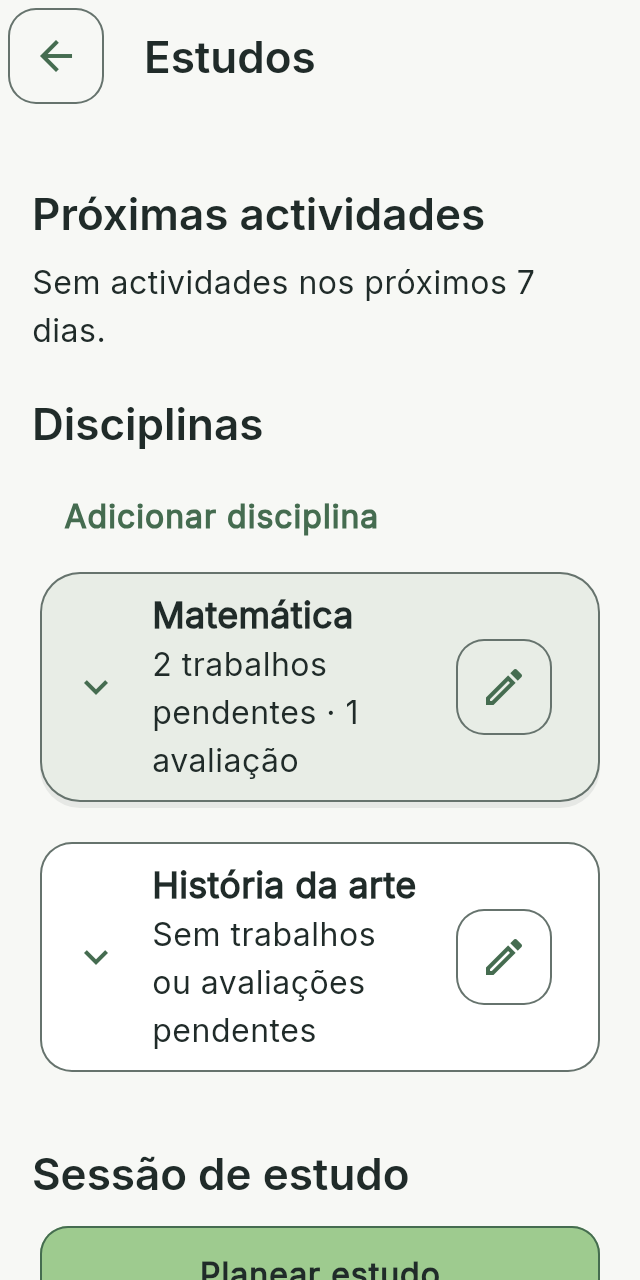 Estudos
Próximas actividades
Sem actividades nos próximos 7
dias.
Disciplinas
Adicionar disciplina
Matemática
2 trabalhos
pendentes · 1
avaliação
História da arte
Sem trabalhos
ou avaliações
pendentes
Sessão de estudo
Planear estudo